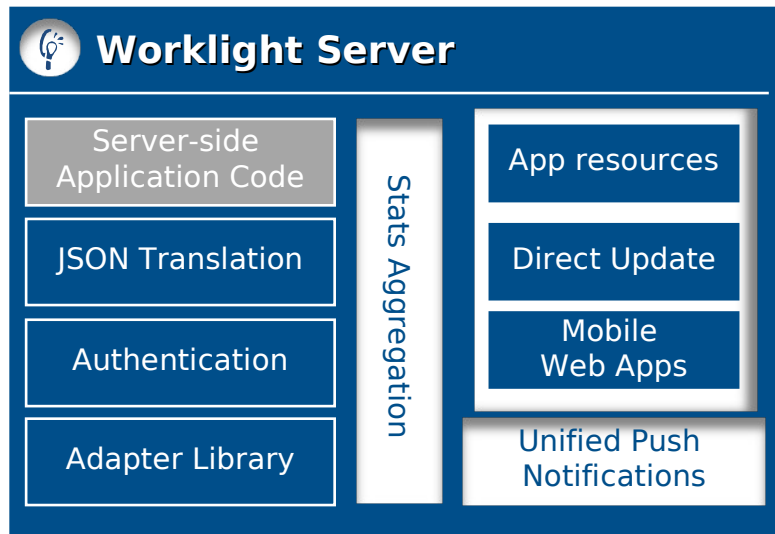 Worklight Server
Server-side
Application Code
JSON Translation
Authentication
Adapter Library
Stats Aggregation
App resources
Direct Update
Mobile
Web Apps
Unified Push
Notifications